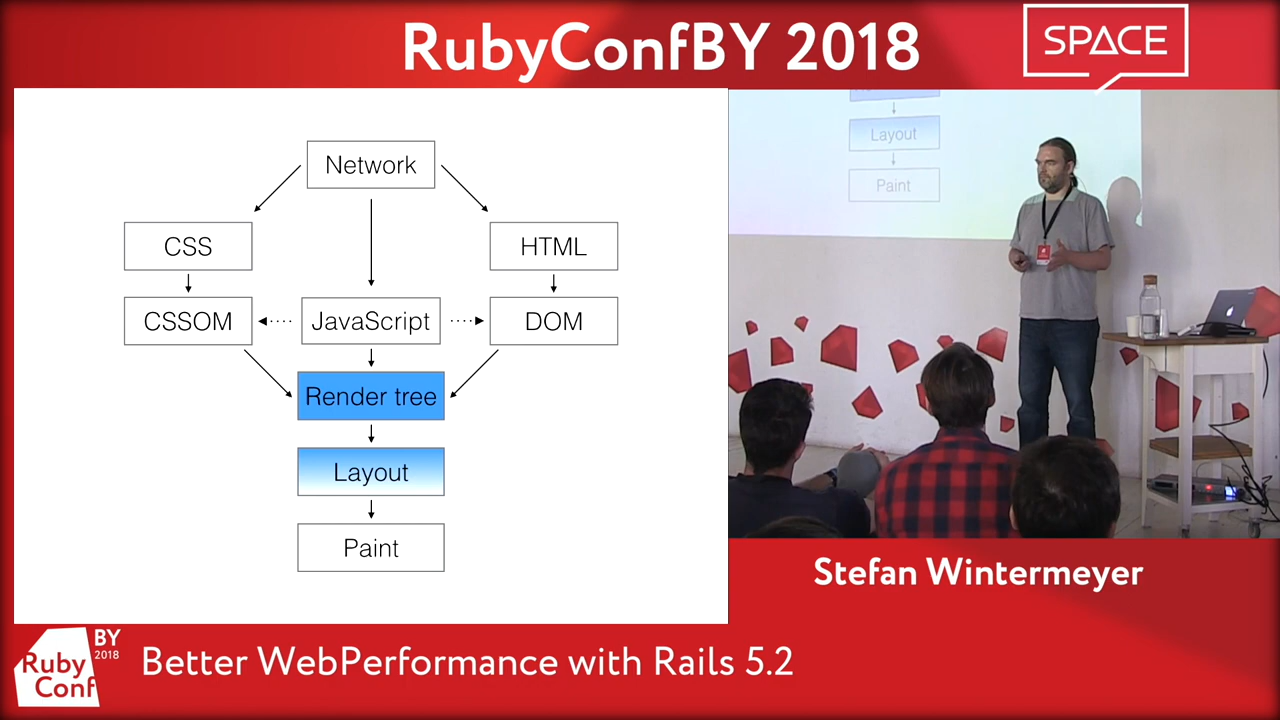 RubyConfBY 2018
SPACE
Network
CSS
HTML
CSSOM
JavaScript
DOM
Render tree
Layout
Paint
Layout
Paint
Stefan Wintermeyer
Ruby
Conf
BY
2018
Better WebPerformance with Rails 5.2